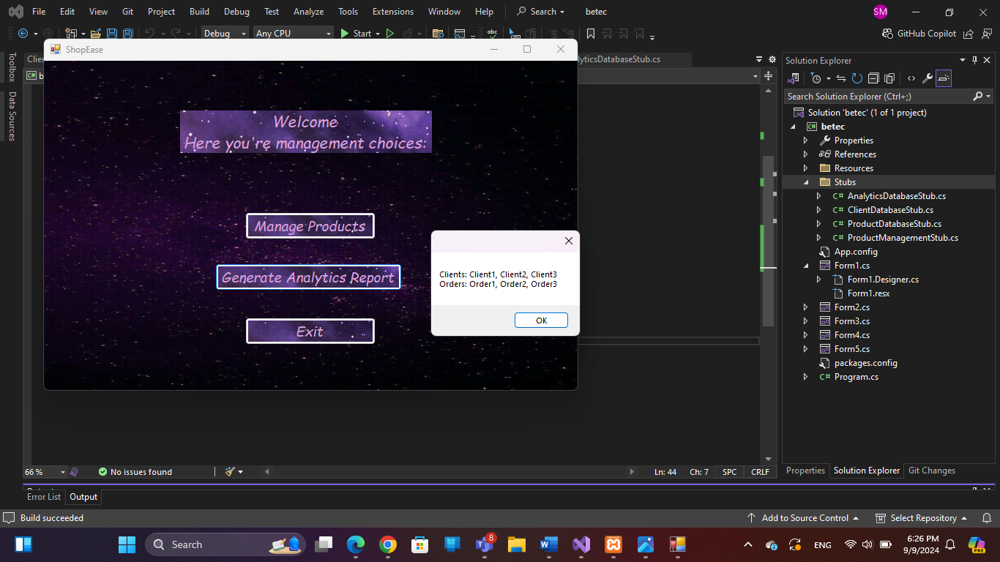 File Edit View Git Project Build Debug Test Analyze Tools Extensions Window Help Search betec SM
Debug Any CPU Start abc GitHub Copilot
ShopEase
Clie
lyticsDatabaseStub.cs
b
Toolbox
Data Sources
Welcome
Here you're management choices:
Manage Products
Generate Analytics Report
Exit
Clients: Client1, Client2, Client3
Orders: Order1, Order2, Order3
OK
Solution Explorer
Search Solution Explorer (Ctrl+;)
Solution 'betec' (1 of 1 project)
C# betec
Properties
References
Resources
Stubs
C# AnalyticsDatabaseStub.cs
C# ClientDatabaseStub.cs
C# ProductDatabaseStub.cs
C# ProductManagementStub.cs
App.config
Form1.cs
Form1.Designer.cs
Form1.resx
Form2.cs
Form3.cs
Form4.cs
Form5.cs
packages.config
C# Program.cs
66 % No issues found Ln: 44 Ch: 7 SPC CRLF
Properties Solution Explorer Git Changes
Error List Output
Build succeeded Add to Source Control Select Repository
Search 8 ENG 6:26 PM
9/9/2024 PRE